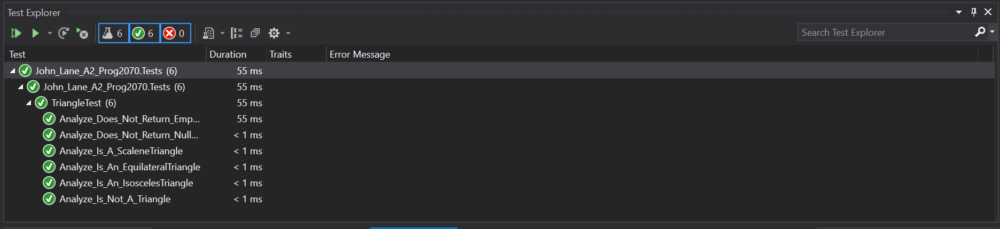 Test Explorer
6 6 0 Search Test Explorer
Test Duration Traits Error Message
John_Lane_A2_Prog2070.Tests (6) 55 ms
John_Lane_A2_Prog2070.Tests (6) 55 ms
TriangleTest (6) 55 ms
Analyze_Does_Not_Return_Emp... 55 ms
Analyze_Does_Not_Return_Null... < 1 ms
Analyze_Is_A_ScaleneTriangle < 1 ms
Analyze_Is_An_EquilateralTriangle < 1 ms
Analyze_Is_An_IsoscelesTriangle < 1 ms
Analyze_Is_Not_A_Triangle < 1 ms